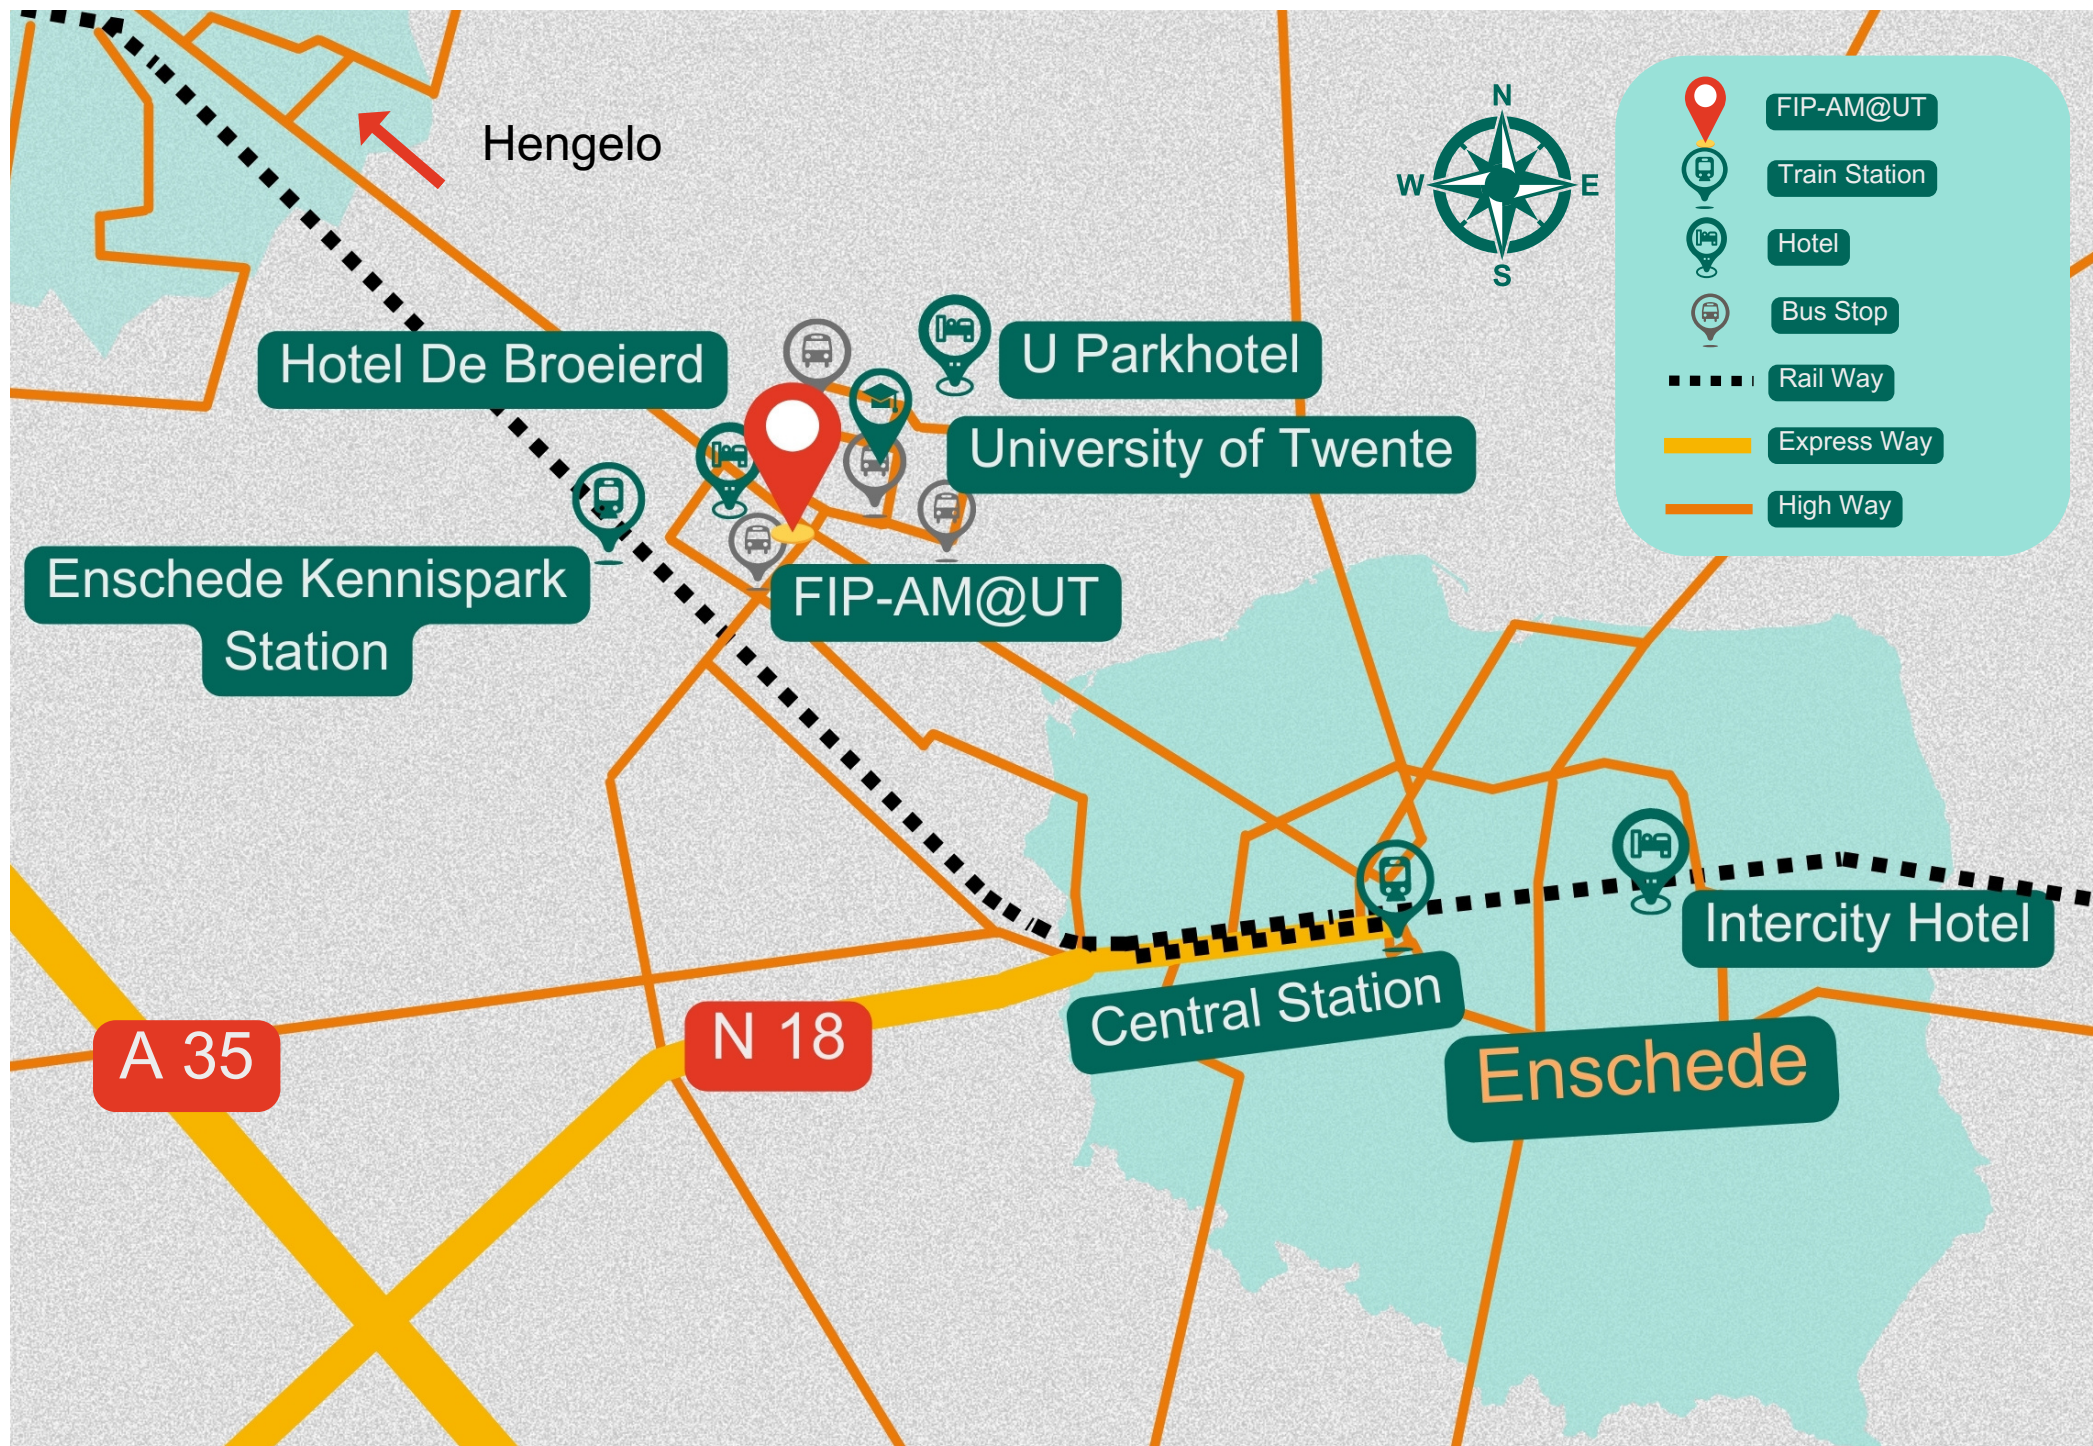 Hengelo
N
W
E
S
FIP-AM@UT
Train Station
Hotel
Bus Stop
Rail Way
Express Way
High Way
Hotel De Broeierd
U Parkhotel
University of Twente
Enschede Kennispark
Station
FIP-AM@UT
Intercity Hotel
Central Station
A 35
N 18
Enschede